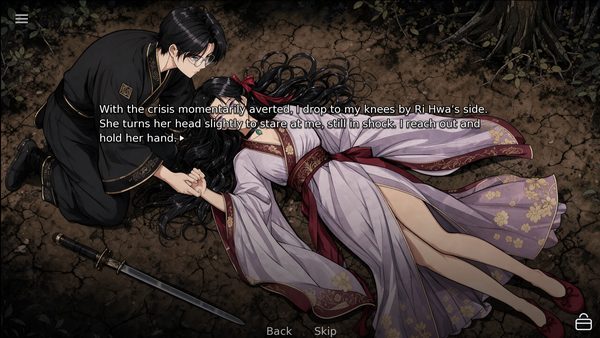 With the crisis momentarily averted, I drop to my knees by Ri Hwa's side.
She turns her head slightly to stare at me, still in shock. I reach out and
hold her hand.
Back Skip